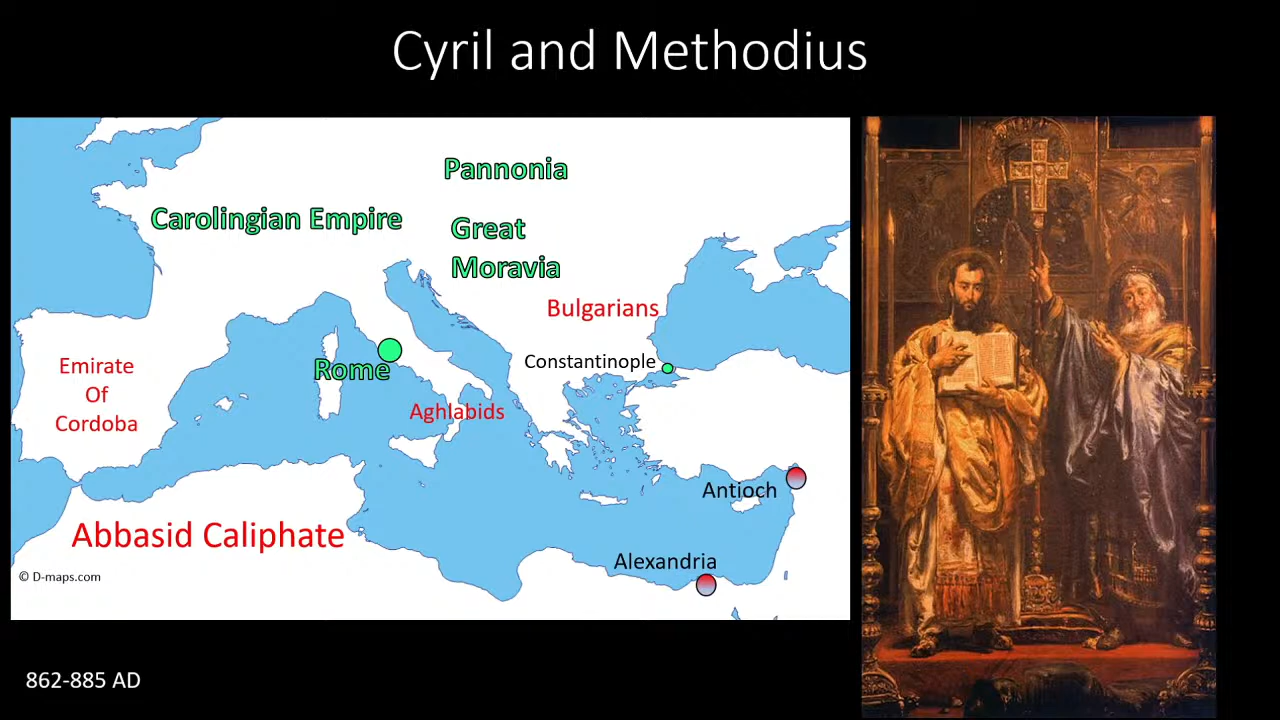 Cyril and Methodius
Pannonia
Carolingian Empire
Great
Moravia
Bulgarians
Constantinople
Rome
Emirate
Of
Cordoba
Aghlabids
Antioch
Abbasid Caliphate
Alexandria
© D-maps.com
862-885 AD